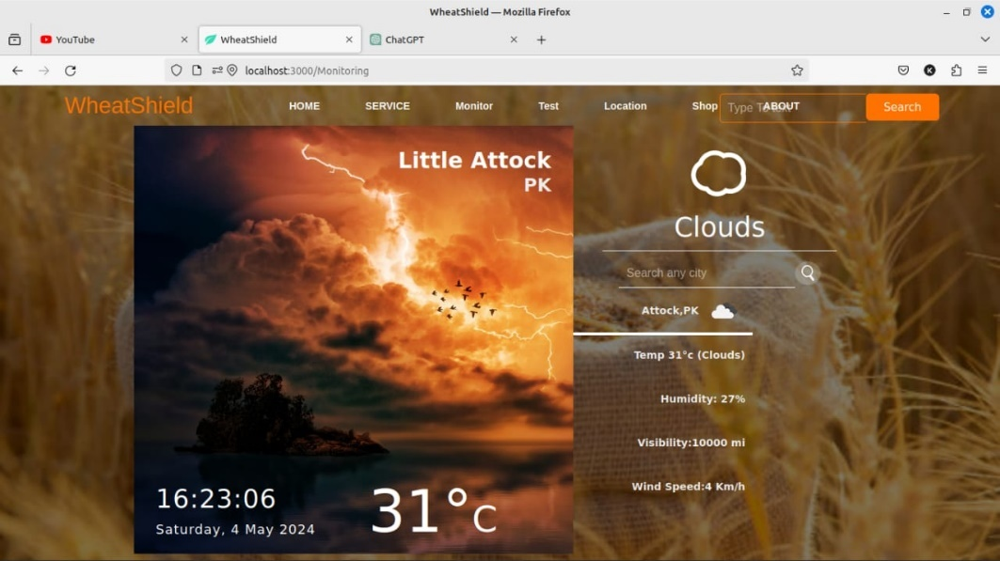 WheatShield — Mozilla Firefox
YouTube
WheatShield
ChatGPT
localhost:3000/Monitoring
K
WheatShield
HOME
SERVICE
Monitor
Test
Location
Shop
Type To
ABOUT
Search
Little Attock
PK
Clouds
Search any city
Attock,PK
Temp 31°c (Clouds)
Humidity: 27%
Visibility:10000 mi
Wind Speed:4 Km/h
16:23:06
Saturday, 4 May 2024
31°C